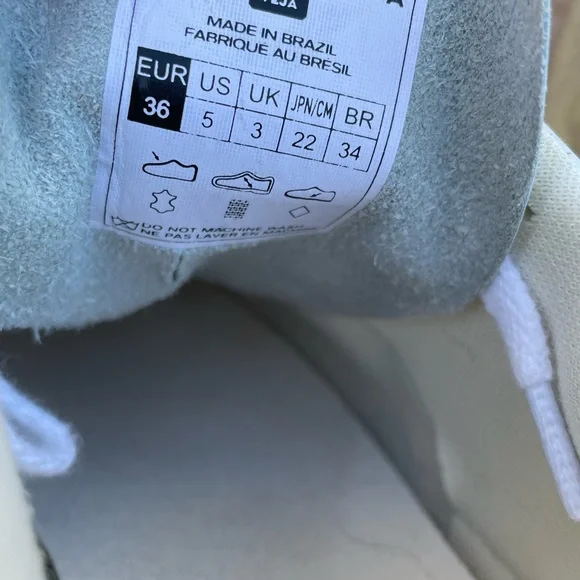 MADE IN BRAZIL
FABRIQUE AU BRÉSIL
EUR US UK JPN/CM BR
36 5 3 22 34
DO NOT MACHINE WASH
NE PAS LAVER EN MACHINE